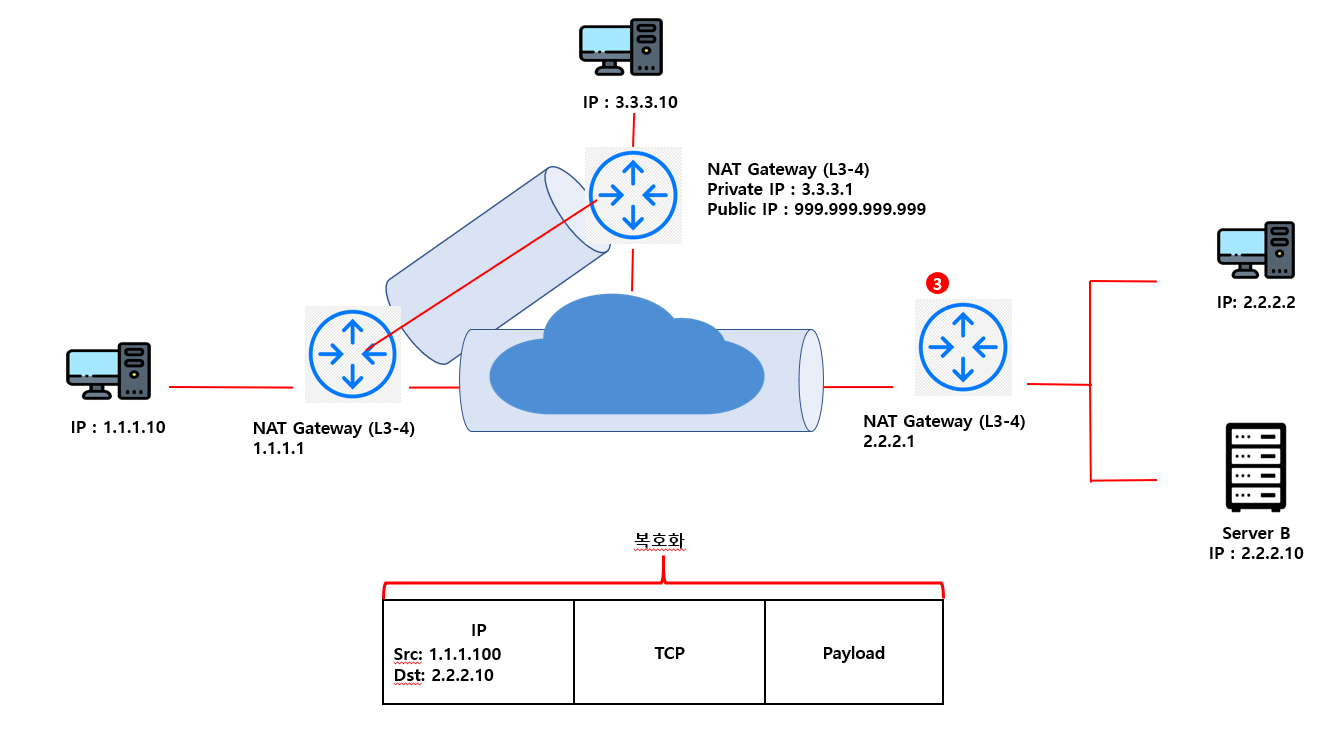 IP : 3.3.3.10
NAT Gateway (L3-4)
Private IP : 3.3.3.1
Public IP : 999.999.999.999
3
IP: 2.2.2.2
IP : 1.1.1.10
NAT Gateway (L3-4)
1.1.1.1
NAT Gateway (L3-4)
2.2.2.1
Server B
IP : 2.2.2.10
복호화
IP
Src: 1.1.1.100
Dst: 2.2.2.10
TCP
Payload